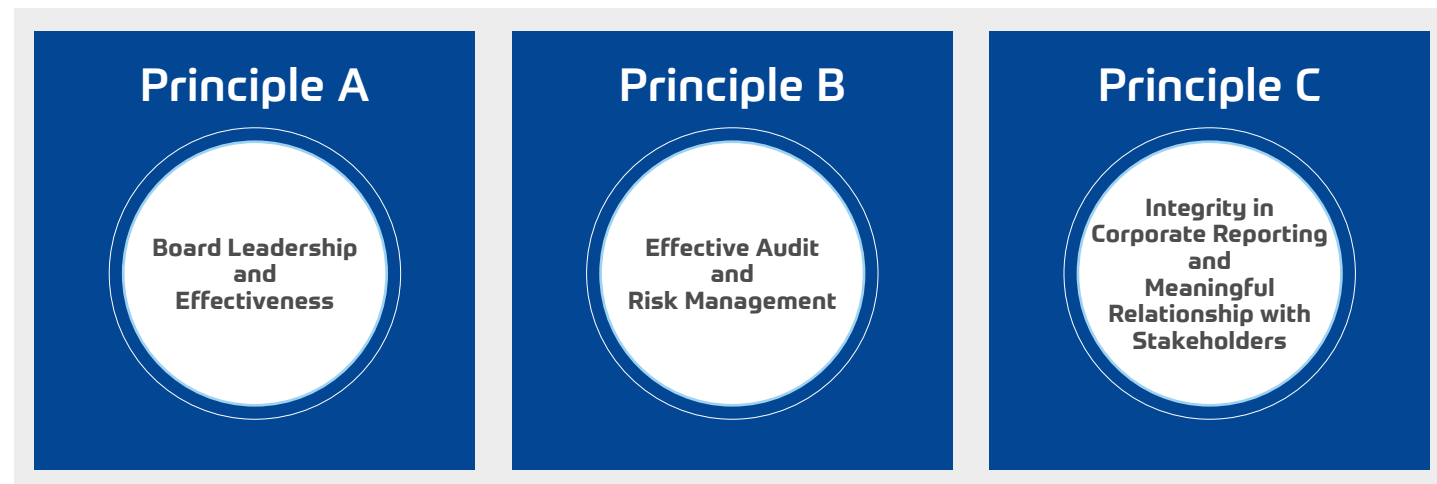 Principle A
Board Leadership
and
Effectiveness
Principle B
Effective Audit
and
Risk Management
Principle C
Integrity in
Corporate Reporting
and
Meaningful
Relationship with
Stakeholders